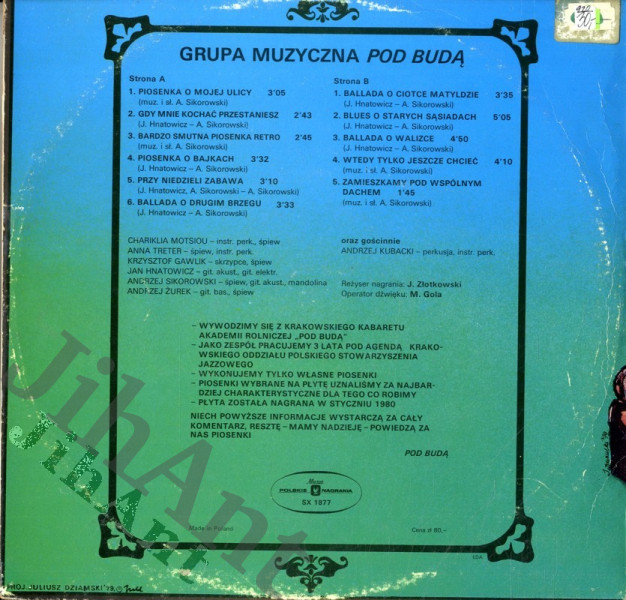 GRUPA MUZYCZNA POD BUDĄ
Strona A
1. PIOSENKA O MOJEJ ULICY 3'05
(muz. i sł. A. Sikorowski)
2. GDY MNIE KOCHAĆ PRZESTANIESZ 2'43
(J. Hnatowicz – A. Sikorowski)
3. BARDZO SMUTNA PIOSENKA RETRO 2'45
(muz. i sł. A. Sikorowski)
4. PIOSENKA O BAJKACH 3'32
(J. Hnatowicz – A. Sikorowski)
5. PRZY NIEDZIELI ZABAWA 3'10
(J. Hnatowicz, A. Sikorowski – A. Sikorowski)
6. BALLADA O DRUGIM BRZEGU 3'33
(J. Hnatowicz – A. Sikorowski)
Strona B
1. BALLADA O CIOTCE MATYLDZIE 3'35
(J. Hnatowicz – A. Sikorowski)
2. BLUES O STARYCH SĄSIADACH 5'05
(J. Hnatowicz – A. Sikorowski)
3. BALLADA O WALIZCE 4'50
(J. Hnatowicz – A. Sikorowski)
4. WTEDY TYLKO JESZCZE CHCIEĆ 4'10
(muz. i sł. A. Sikorowski)
5. ZAMIESZKAMY POD WSPÓLNYM
DACHEM 1'45
(muz. i sł. A. Sikorowski)
CHARIKLIA MOTSIOU – instr. perk., śpiew
ANNA TRETER – śpiew, instr. perk.
KRZYSZTOF GAWLIK – skrzypce, śpiew
JAN HNATOWICZ – git. akust., git. elektr.
ANDRZEJ SIKOROWSKI – śpiew, git. akust., mandolina
ANDRZEJ ŻUREK – git. bas., śpiew
oraz gościnnie
ANDRZEJ KUBACKI – perkusja, instr. perk.
Reżyser nagrania: J. Złotkowski
Operator dźwięku: M. Gola
– WYWODZIMY SIĘ Z KRAKOWSKIEGO KABARETU
AKADEMII ROLNICZEJ „POD BUDĄ"
– JAKO ZESPÓŁ PRACUJEMY 3 LATA POD AGENDĄ KRAKO-
WSKIEGO ODDZIAŁU POLSKIEGO STOWARZYSZENIA
JAZZOWEGO
– WYKONUJEMY TYLKO WŁASNE PIOSENKI
– PIOSENKI WYBRANE NA PŁYTĘ UZNALIŚMY ZA NAJBAR-
DZIEJ CHARAKTERYSTYCZNE DLA TEGO CO ROBIMY
– PŁYTA ZOSTAŁA NAGRANA W STYCZNIU 1980
NIECH POWYŻSZE INFORMACJE WYSTARCZĄ ZA CAŁY
KOMENTARZ, RESZTĘ – MAMY NADZIEJĘ – POWIEDZĄ ZA
NAS PIOSENKI
POD BUDĄ
Muza
POLSKIE NAGRANIA
SX 1877
Made in Poland
Cena zł 80,–
JULIUSZ DZIAMSKI
JihAnt
JihAnt